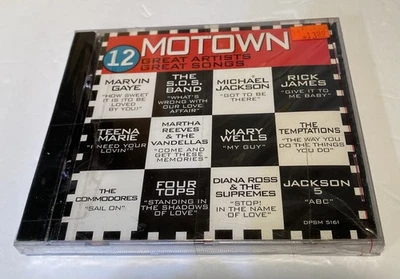 MOTOWN
12
GREAT ARTISTS
GREAT SONGS
MARVIN
GAYE
"HOW SWEET
IT IS (TO BE
LOVED
BY YOU)"
THE
S.O.S.
BAND
"WHAT'S
WRONG WITH
OUR LOVE
AFFAIR"
MICHAEL
JACKSON
"GOT TO BE
THERE"
RICK
JAMES
"GIVE IT TO
ME BABY"
TEENA
MARIE
"I NEED YOUR
LOVIN'"
MARTHA
REEVES &
THE
VANDELLAS
"COME AND
GET THESE
MEMORIES"
MARY
WELLS
"MY GUY"
THE
TEMPTATIONS
"THE WAY YOU
DO THE THINGS
YOU DO"
THE
COMMODORES
"SAIL ON"
FOUR
TOPS
"STANDING IN
THE SHADOWS
OF LOVE"
DIANA ROSS
& THE
SUPREMES
"STOP!
IN THE NAME
OF LOVE"
JACKSON
5
"ABC"
DPSM 5161